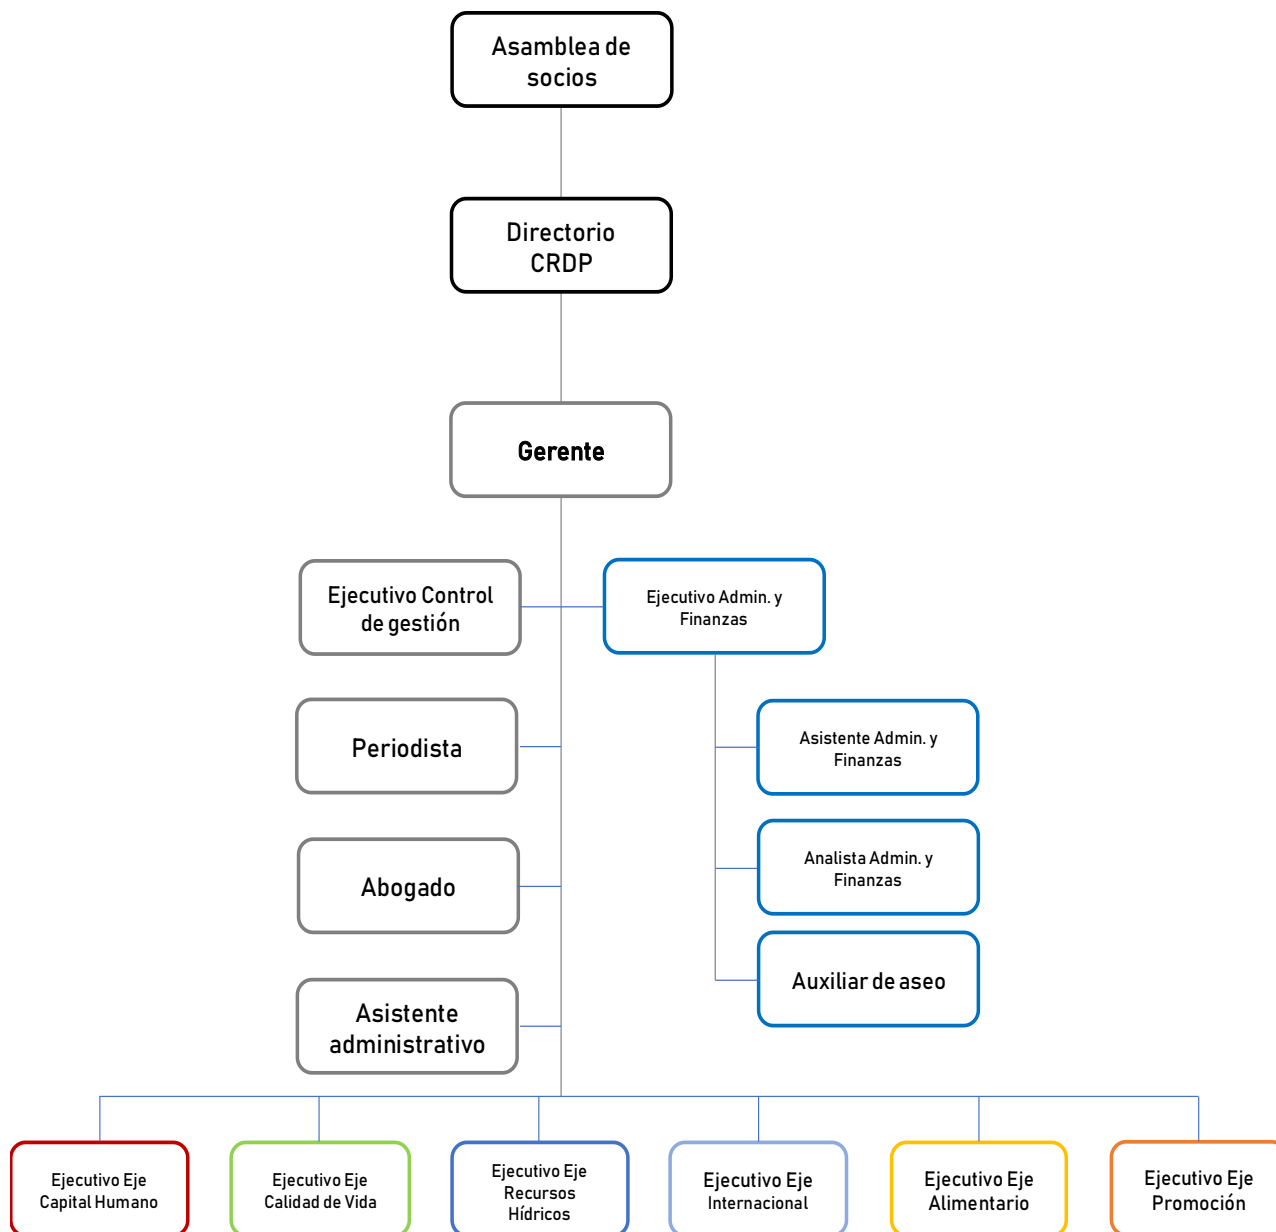 Asamblea de
socios
Directorio
CRDP
Gerente
Ejecutivo Control
de gestión
Ejecutivo Admin. y
Finanzas
Periodista
Asistente Admin. y
Finanzas
Abogado
Analista Admin. y
Finanzas
Asistente
administrativo
Auxiliar de aseo
Ejecutivo Eje
Capital Humano
Ejecutivo Eje
Calidad de Vida
Ejecutivo Eje
Recursos
Hídricos
Ejecutivo Eje
Internacional
Ejecutivo Eje
Alimentario
Ejecutivo Eje
Promoción